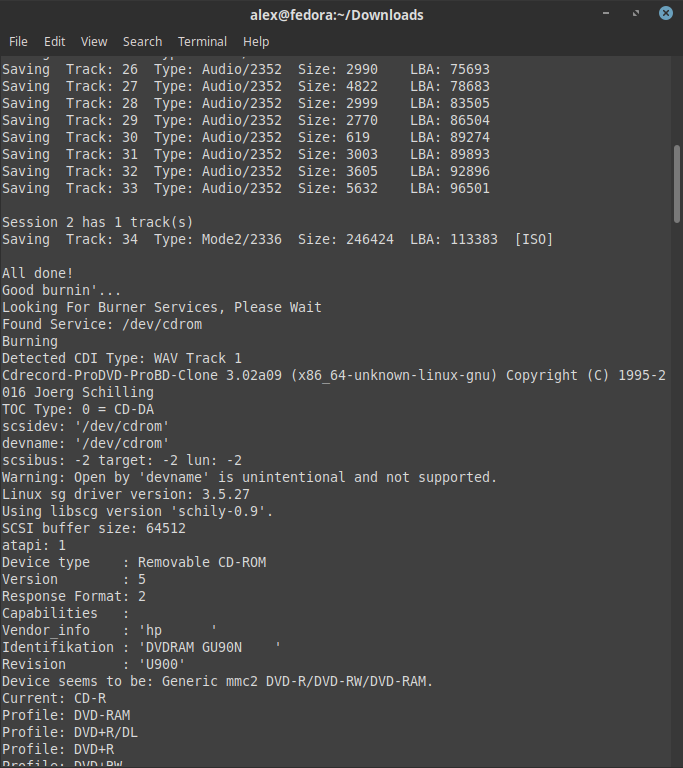 alex@fedora:~/Downloads
File Edit View Search Terminal Help
Saving  Track: 26  Type: Audio/2352  Size: 2990    LBA: 75693
Saving  Track: 27  Type: Audio/2352  Size: 4822    LBA: 78683
Saving  Track: 28  Type: Audio/2352  Size: 2999    LBA: 83505
Saving  Track: 29  Type: Audio/2352  Size: 2770    LBA: 86504
Saving  Track: 30  Type: Audio/2352  Size: 619     LBA: 89274
Saving  Track: 31  Type: Audio/2352  Size: 3003    LBA: 89893
Saving  Track: 32  Type: Audio/2352  Size: 3605    LBA: 92896
Saving  Track: 33  Type: Audio/2352  Size: 5632    LBA: 96501
Session 2 has 1 track(s)
Saving  Track: 34  Type: Mode2/2336  Size: 246424  LBA: 113383  [ISO]
All done!
Good burnin'...
Looking For Burner Services, Please Wait
Found Service: /dev/cdrom
Burning
Detected CDI Type: WAV Track 1
Cdrecord-ProDVD-ProBD-Clone 3.02a09 (x86_64-unknown-linux-gnu) Copyright (C) 1995-2
016 Joerg Schilling
TOC Type: 0 = CD-DA
scsidev: '/dev/cdrom'
devname: '/dev/cdrom'
scsibus: -2 target: -2 lun: -2
Warning: Open by 'devname' is unintentional and not supported.
Linux sg driver version: 3.5.27
Using libscg version 'schily-0.9'.
SCSI buffer size: 64512
atapi: 1
Device type    : Removable CD-ROM
Version        : 5
Response Format: 2
Capabilities   :
Vendor_info    : 'hp      '
Identifikation : 'DVDRAM GU90N    '
Revision       : 'U900'
Device seems to be: Generic mmc2 DVD-R/DVD-RW/DVD-RAM.
Current: CD-R
Profile: DVD-RAM
Profile: DVD+R/DL
Profile: DVD+R
Profile: DVD+RW